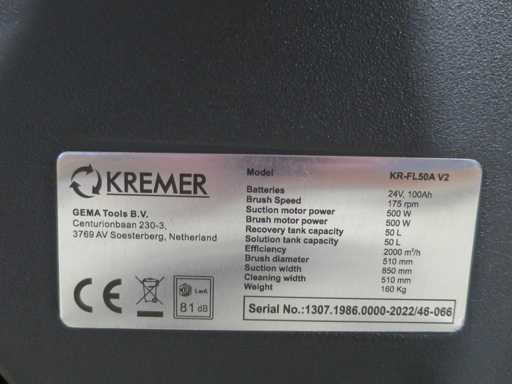 KREMER
GEMA Tools B.V.
Centurionbaan 230-3,
3769 AV Soesterberg, Netherland
CE
LwA
81 dB
Model KR-FL50A V2
Batteries 24V, 100Ah
Brush Speed 175 rpm
Suction motor power 500 W
Brush motor power 500 W
Recovery tank capacity 50 L
Solution tank capacity 50 L
Efficiency 2000 m²/h
Brush diameter 510 mm
Suction width 850 mm
Cleaning width 510 mm
Weight 160 Kg
Serial No.:1307.1986.0000-2022/46-066